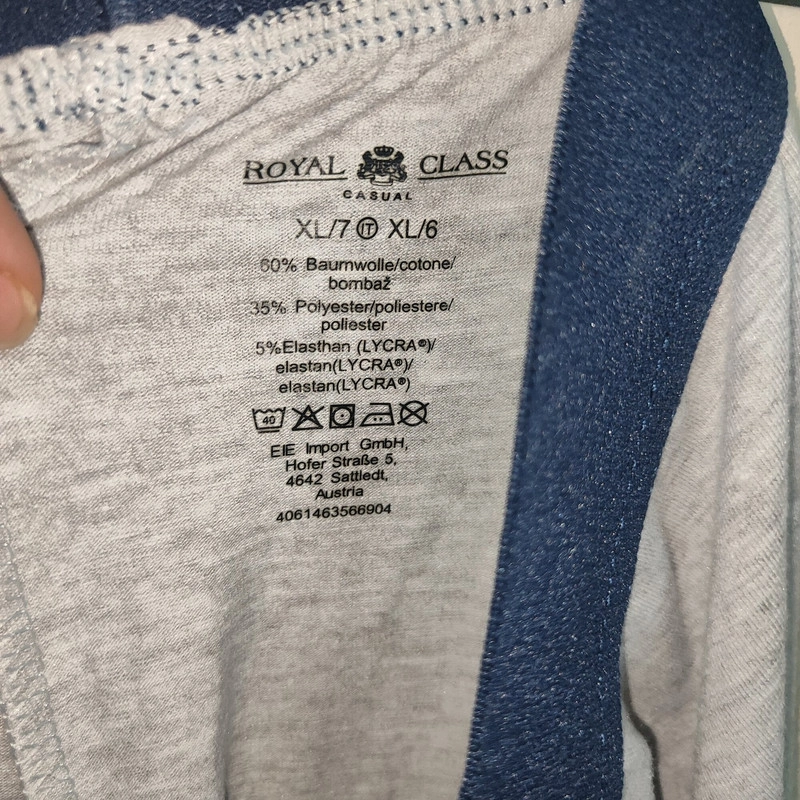 ROYAL CLASS
CASUAL
XL/7 IT XL/6
60% Baumwolle/cotone/
bombaž
35% Polyester/poliestere/
poliester
5%Elasthan (LYCRA®)/
elastan(LYCRA®)/
elastan(LYCRA®)
40
EIE Import GmbH,
Hofer Straße 5,
4642 Sattledt,
Austria
4061463566904